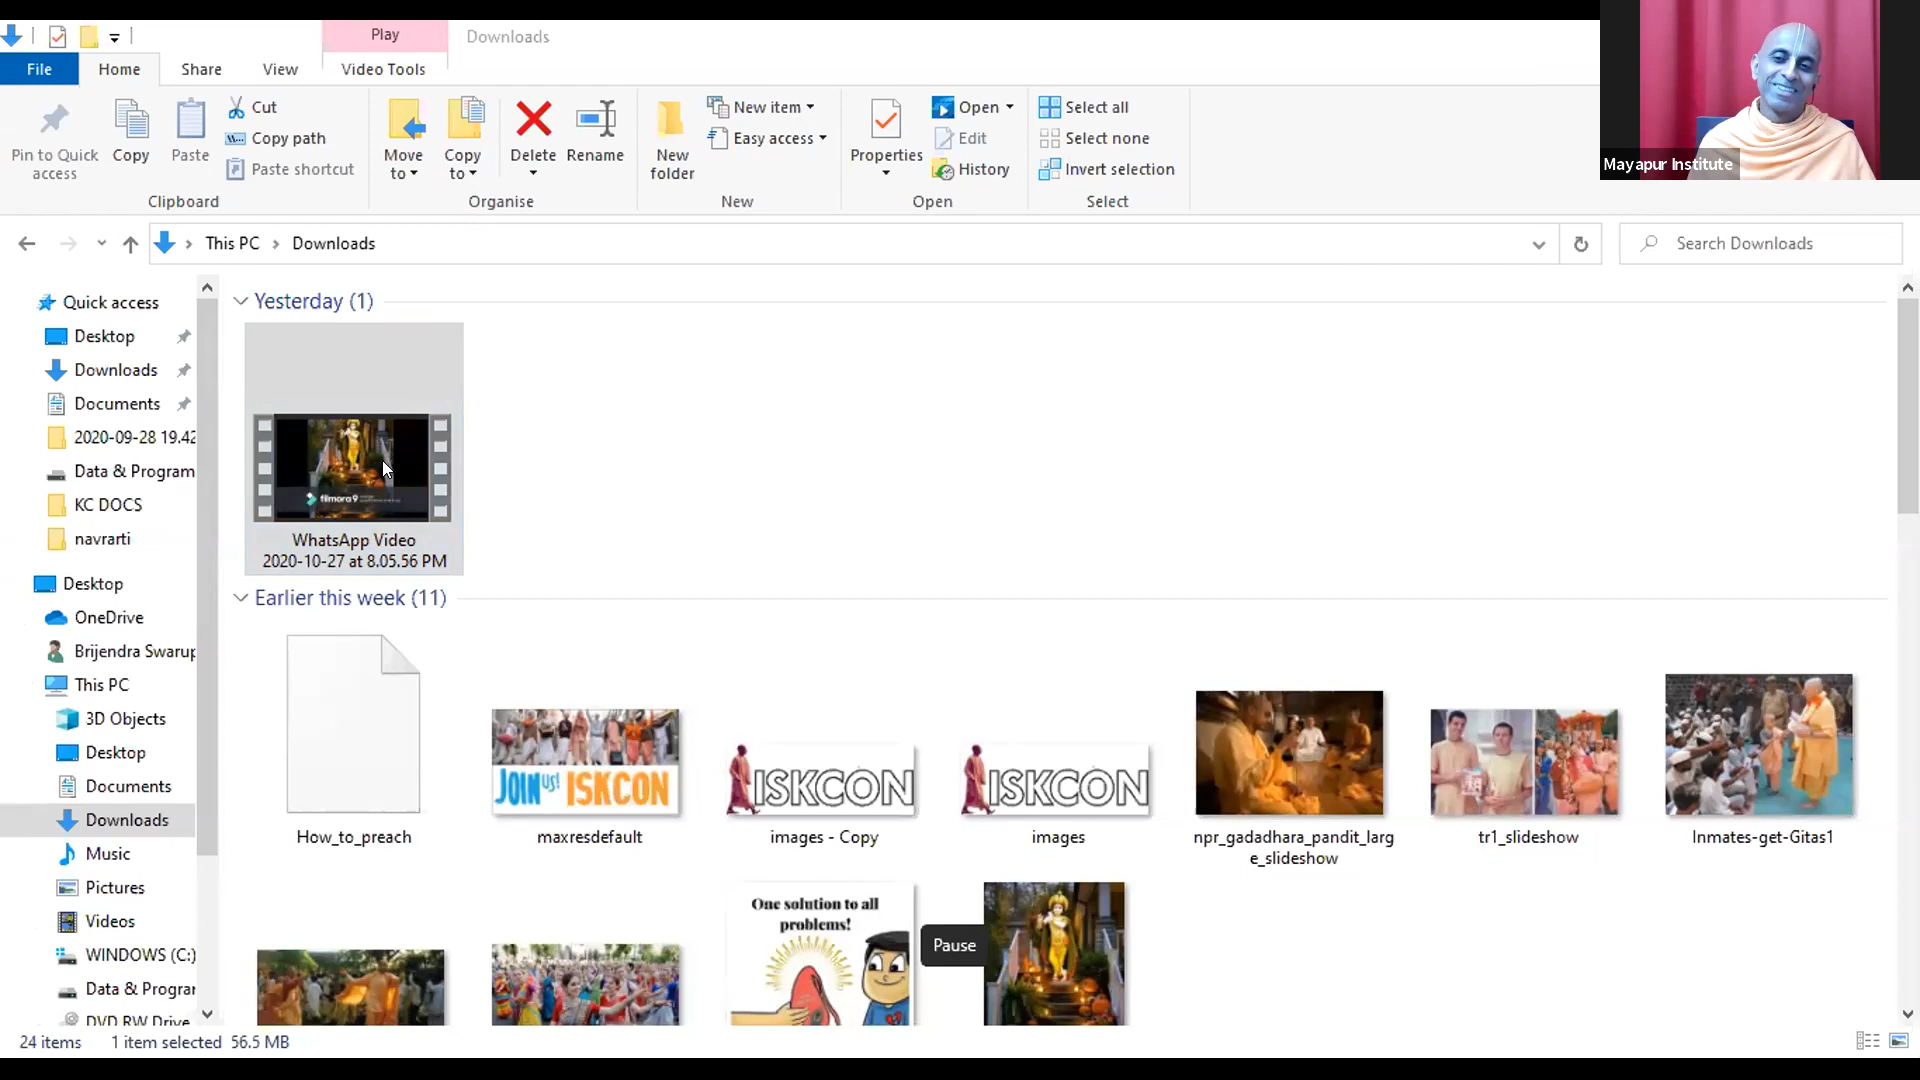 Play
Downloads
File
Home
Share
View
Video Tools
Pin to Quick access
Copy
Paste
Cut
Copy path
Paste shortcut
Move to
Copy to
Delete
Rename
New folder
New item
Easy access
Properties
Open
Edit
History
Select all
Select none
Invert selection
Clipboard
Organise
New
Open
Select
Mayapur Institute
This PC
Downloads
Search Downloads
Quick access
Desktop
Downloads
Documents
2020-09-28 19.42
Data & Program
KC DOCS
navrarti
Desktop
OneDrive
Brijendra Swarup
This PC
3D Objects
Desktop
Documents
Downloads
Music
Pictures
Videos
WINDOWS (C:)
Data & Prograr
DVD RW Drive
Yesterday (1)
filmora9
WhatsApp Video
2020-10-27 at 8.05.56 PM
Earlier this week (11)
JOIN US! ISKCON
ISKCON
ISKCON
How_to_preach
maxresdefault
images - Copy
images
npr_gadadhara_pandit_larg
e_slideshow
tr1_slideshow
Inmates-get-Gitas1
One solution to all
problems!
Pause
24 items
1 item selected
56.5 MB